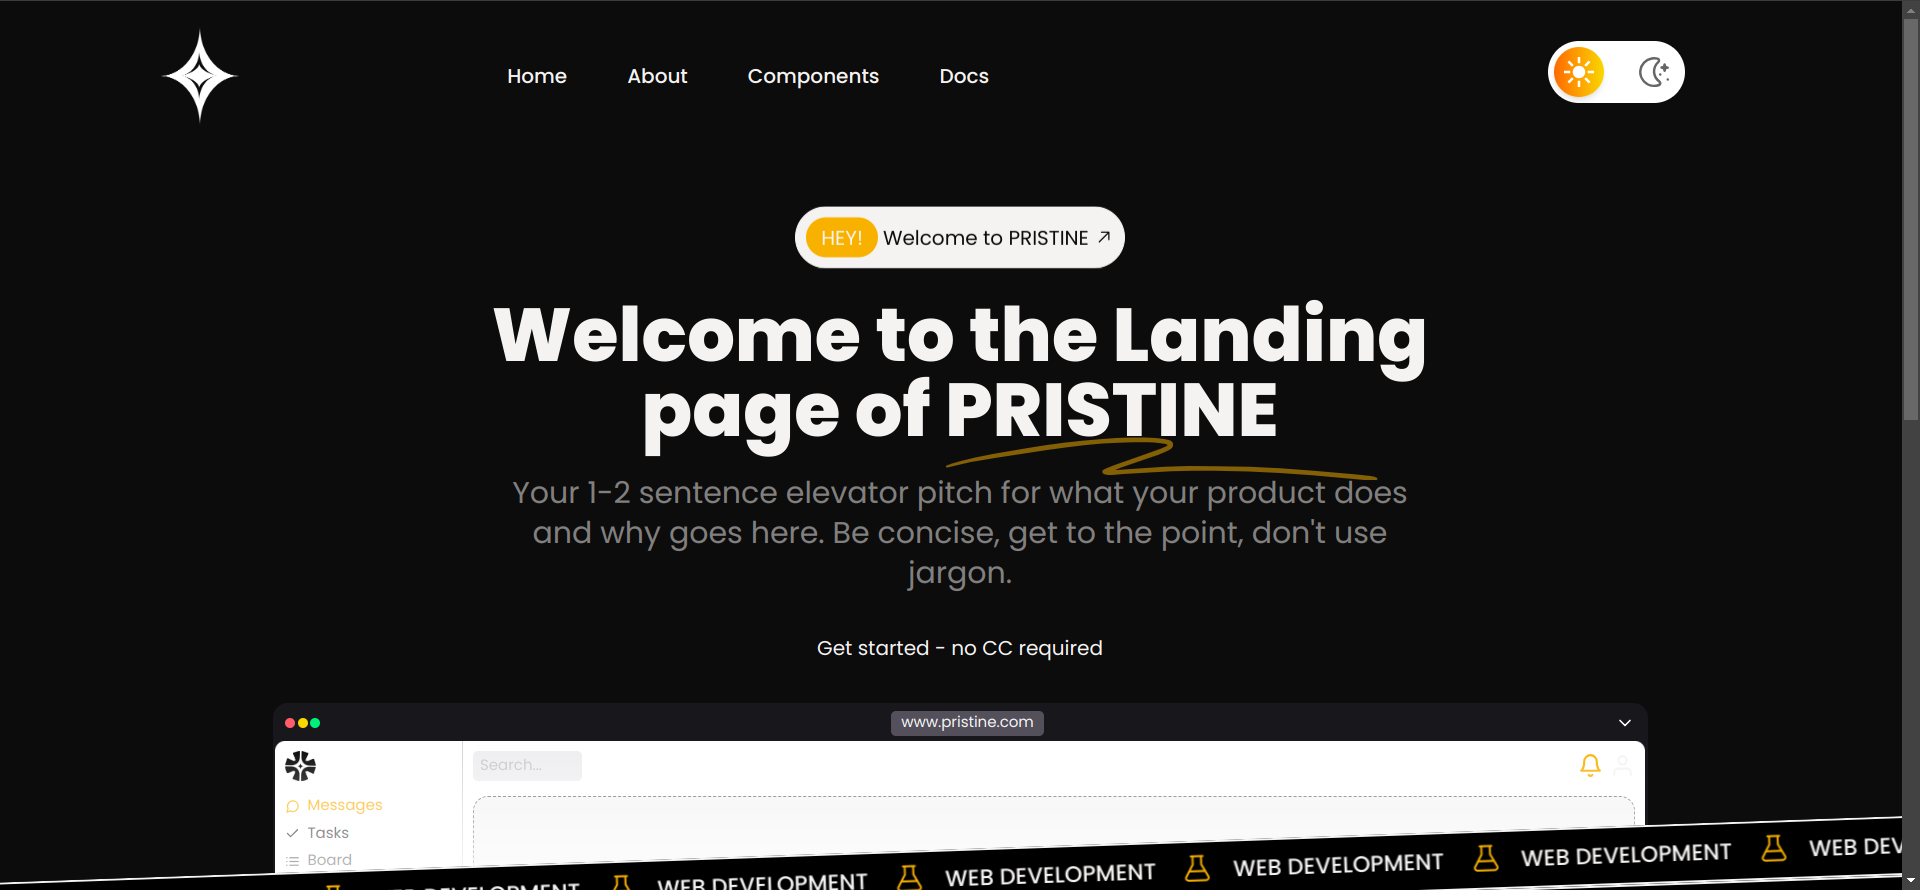 Home About Components Docs
HEY! Welcome to PRISTINE
Welcome to the Landing
page of PRISTINE
Your 1-2 sentence elevator pitch for what your product does
and why goes here. Be concise, get to the point, don't use
jargon.
Get started - no CC required
www.pristine.com
Search...
Messages
Tasks
Board
WEB DEVELOPMENT WEB DEVELOPMENT WEB DEVELOPMENT WEB DEVELOPMENT WEB DEVELOPMENT WEB DEV